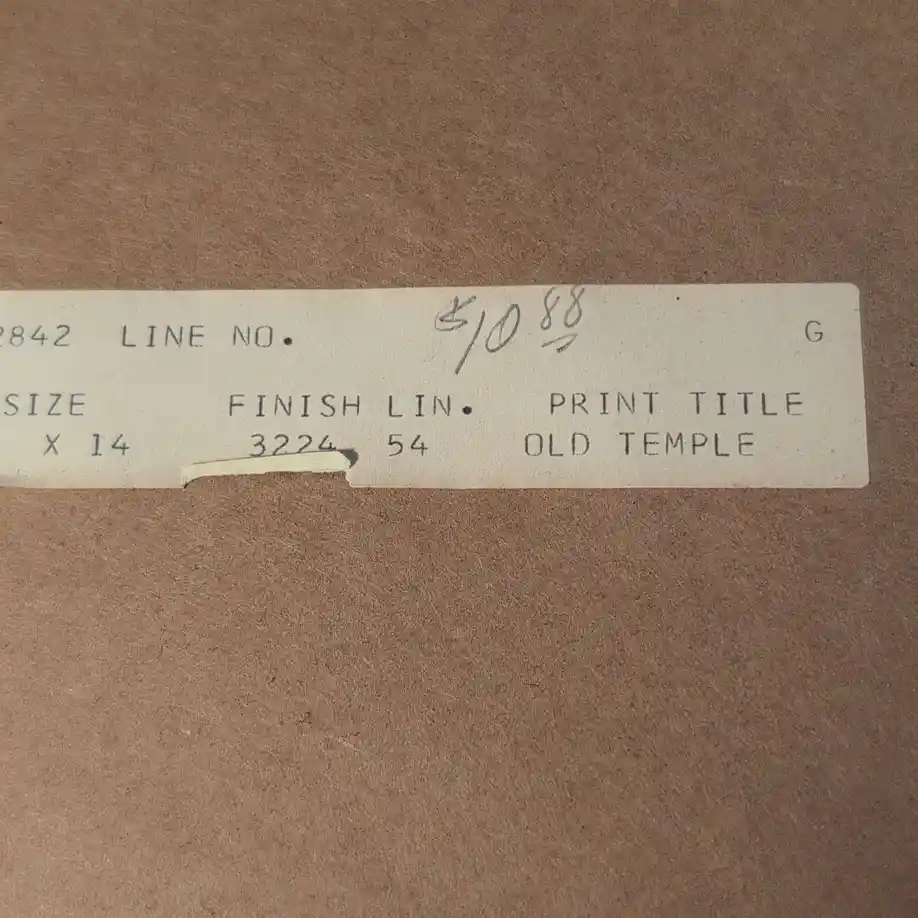 2842 LINE NO. $10 88 G
SIZE FINISH LIN. PRINT TITLE
X 14 3224 54 OLD TEMPLE